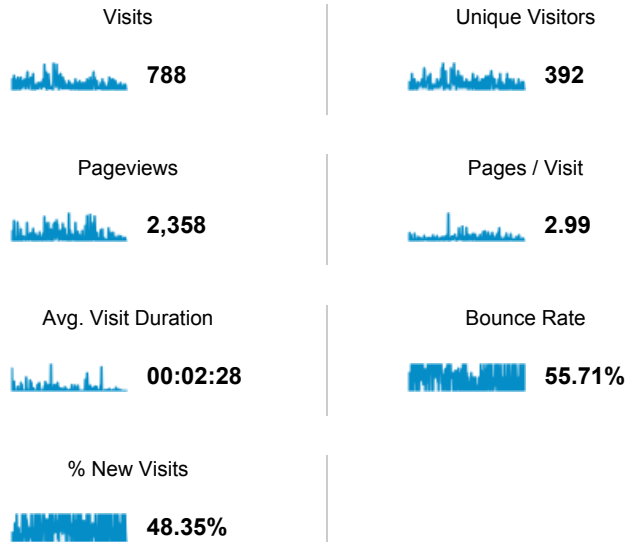 Visits
788
Unique Visitors
392
Pageviews
2,358
Pages / Visit
2.99
Avg. Visit Duration
00:02:28
Bounce Rate
55.71%
% New Visits
48.35%